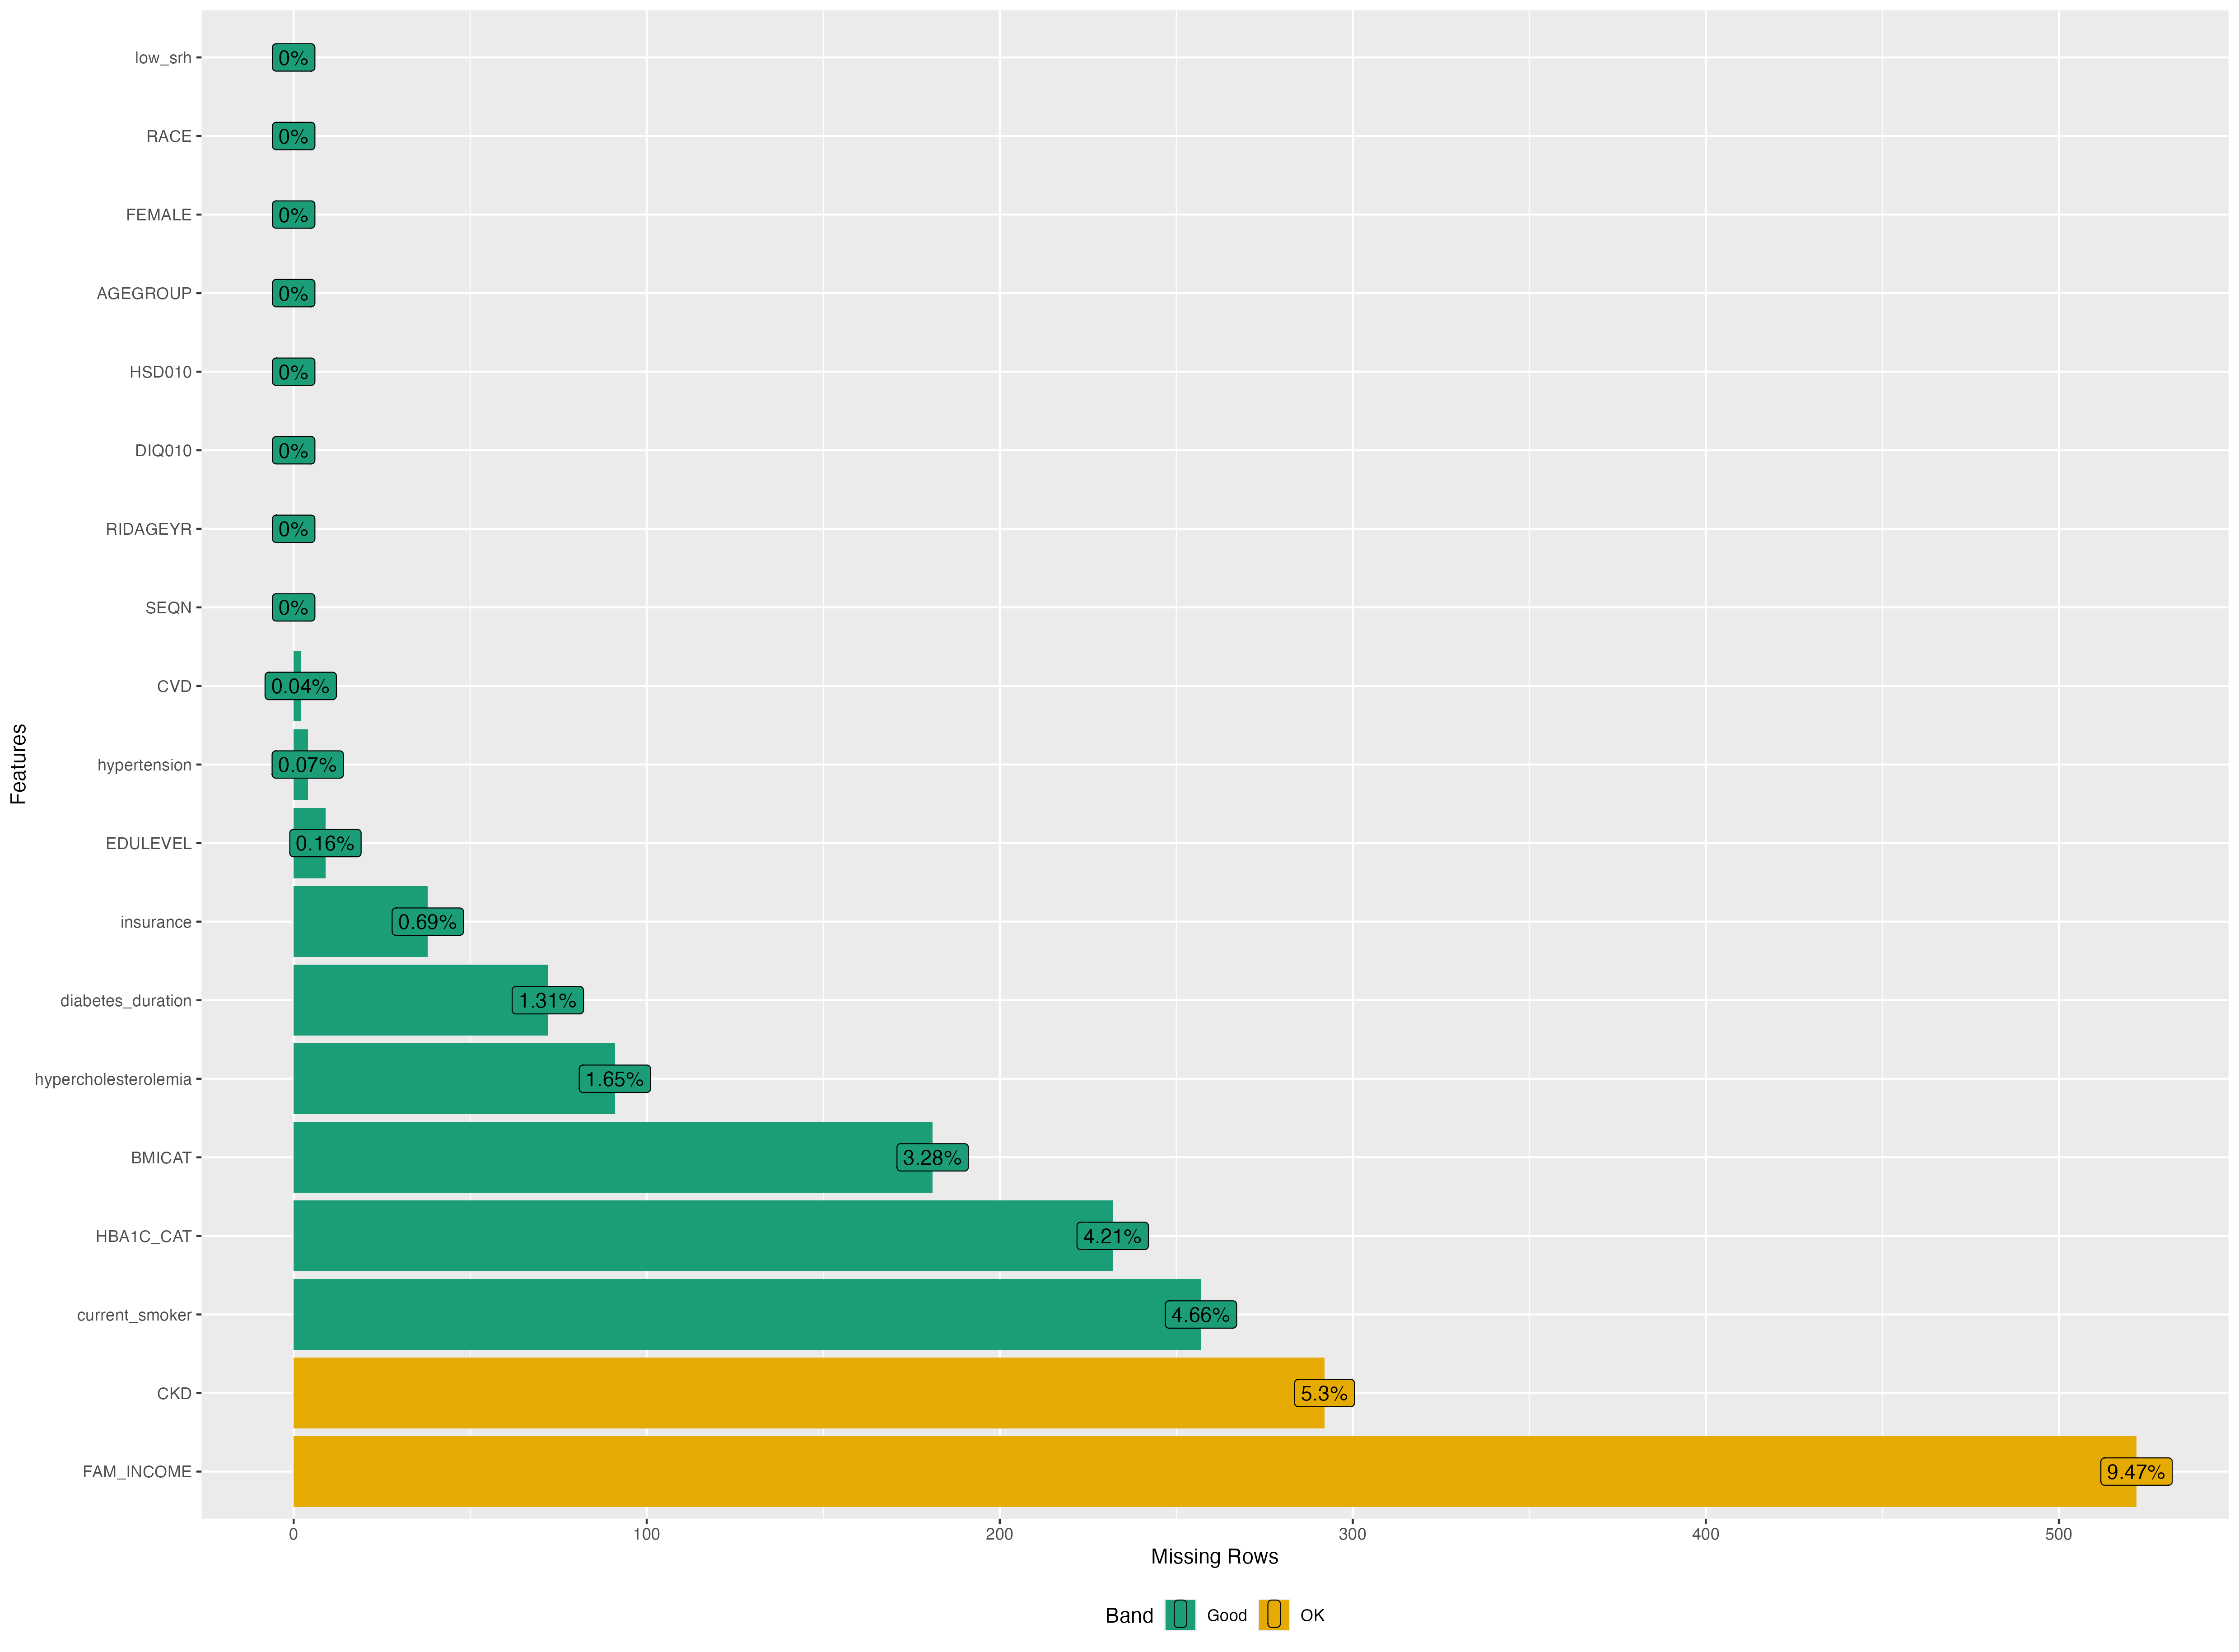 low_srh 0%
RACE 0%
FEMALE 0%
AGEGROUP 0%
HSD010 0%
DIQ010 0%
RIDAGEYR 0%
SEQN 0%
CVD 0.04%
hypertension 0.07%
EDULEVEL 0.16%
insurance 0.69%
diabetes_duration 1.31%
hypercholesterolemia 1.65%
BMICAT 3.28%
HBA1C_CAT 4.21%
current_smoker 4.66%
CKD 5.3%
FAM_INCOME 9.47%
Features
0 100 200 300 400 500
Missing Rows
Band Good OK